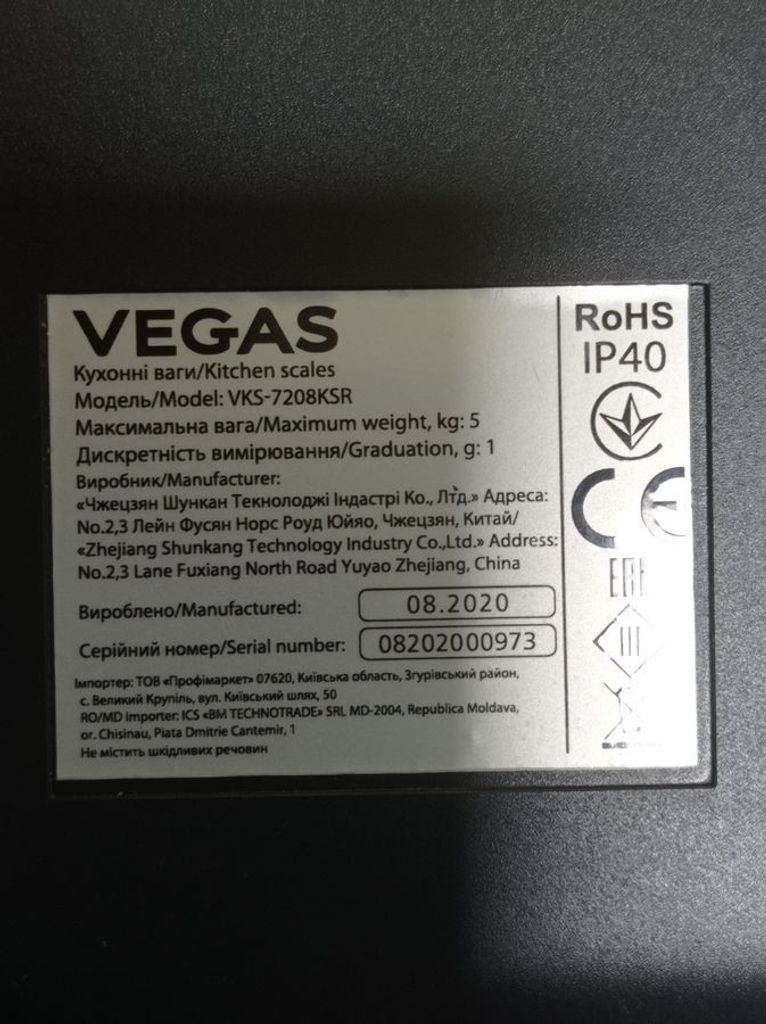 VEGAS
Кухонні ваги/Kitchen scales
Модель/Model: VKS-7208KSR
Максимальна вага/Maximum weight, kg: 5
Дискретність вимірювання/Graduation, g: 1
Виробник/Manufacturer:
«Чжецзян Шункан Текнолоджі Індастрі Ко., Лтд.» Адреса:
No.2,3 Лейн Фусян Норс Роуд Юйяо, Чжецзян, Китай/
«Zhejiang Shunkang Technology Industry Co.,Ltd.» Address:
No.2,3 Lane Fuxiang North Road Yuyao Zhejiang, China
Вироблено/Manufactured: 08.2020
Серійний номер/Serial number: 08202000973
Імпортер: ТОВ «Профімаркет» 07620, Київська область, Згурівський район,
с. Великий Крупіль, вул. Київський шлях, 50
RO/MD Importer: ICS «BM TECHNOTRADE» SRL MD-2004, Republica Moldava,
or. Chisinau, Piata Dmitrie Cantemir, 1
Не містить шкідливих речовин
RoHS
IP40
CE
EAC
III